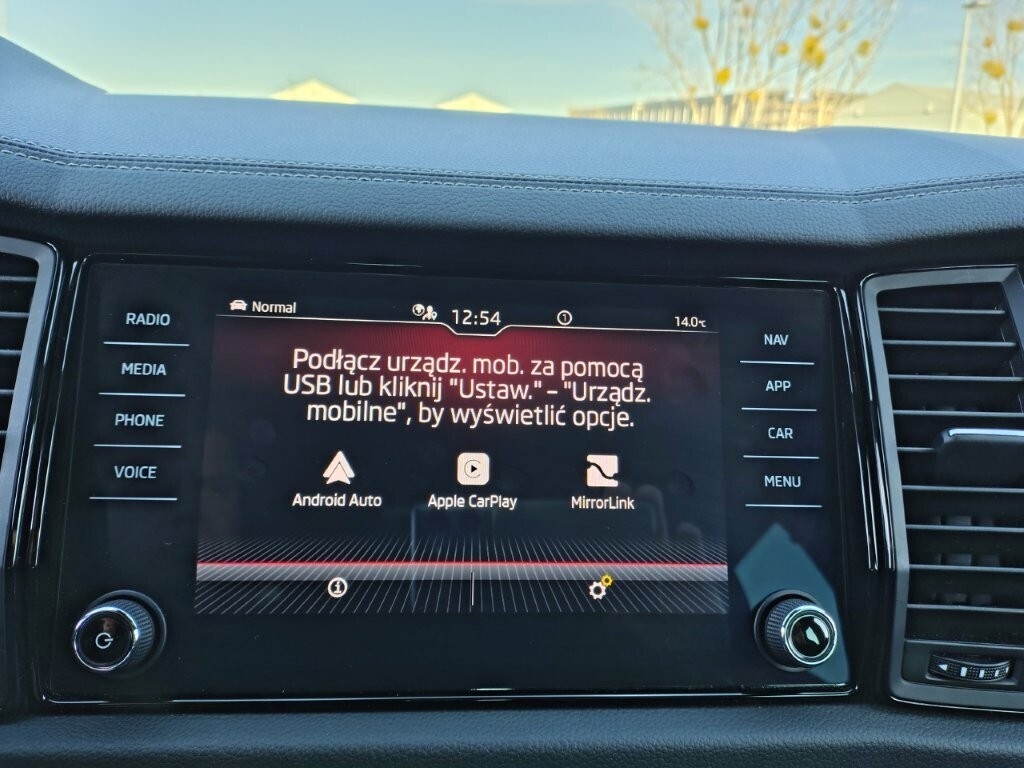 Normal
12:54
1
14.0°C
RADIO
MEDIA
PHONE
VOICE
Podłącz urządz. mob. za pomocą
USB lub kliknij "Ustaw." – "Urządz.
mobilne", by wyświetlić opcje.
Android Auto
Apple CarPlay
MirrorLink
NAV
APP
CAR
MENU